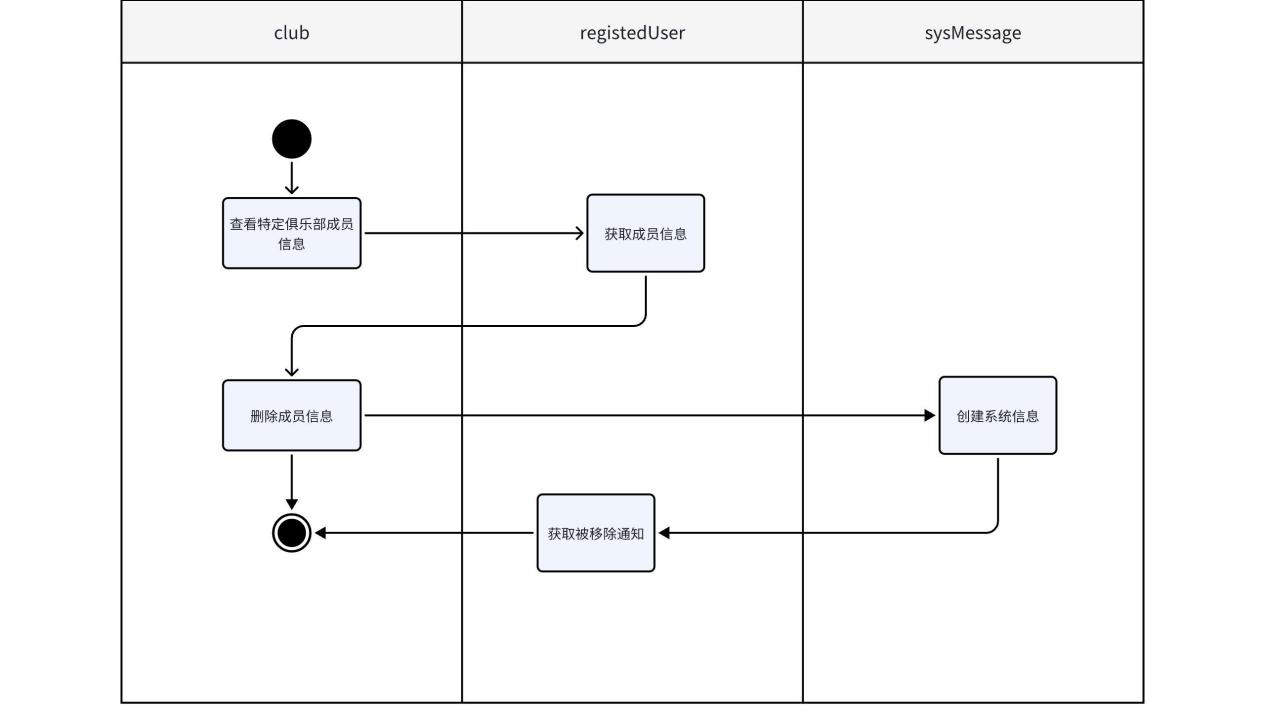 club
registedUser
sysMessage
查看特定俱乐部成员
信息
获取成员信息
删除成员信息
创建系统信息
获取被移除通知